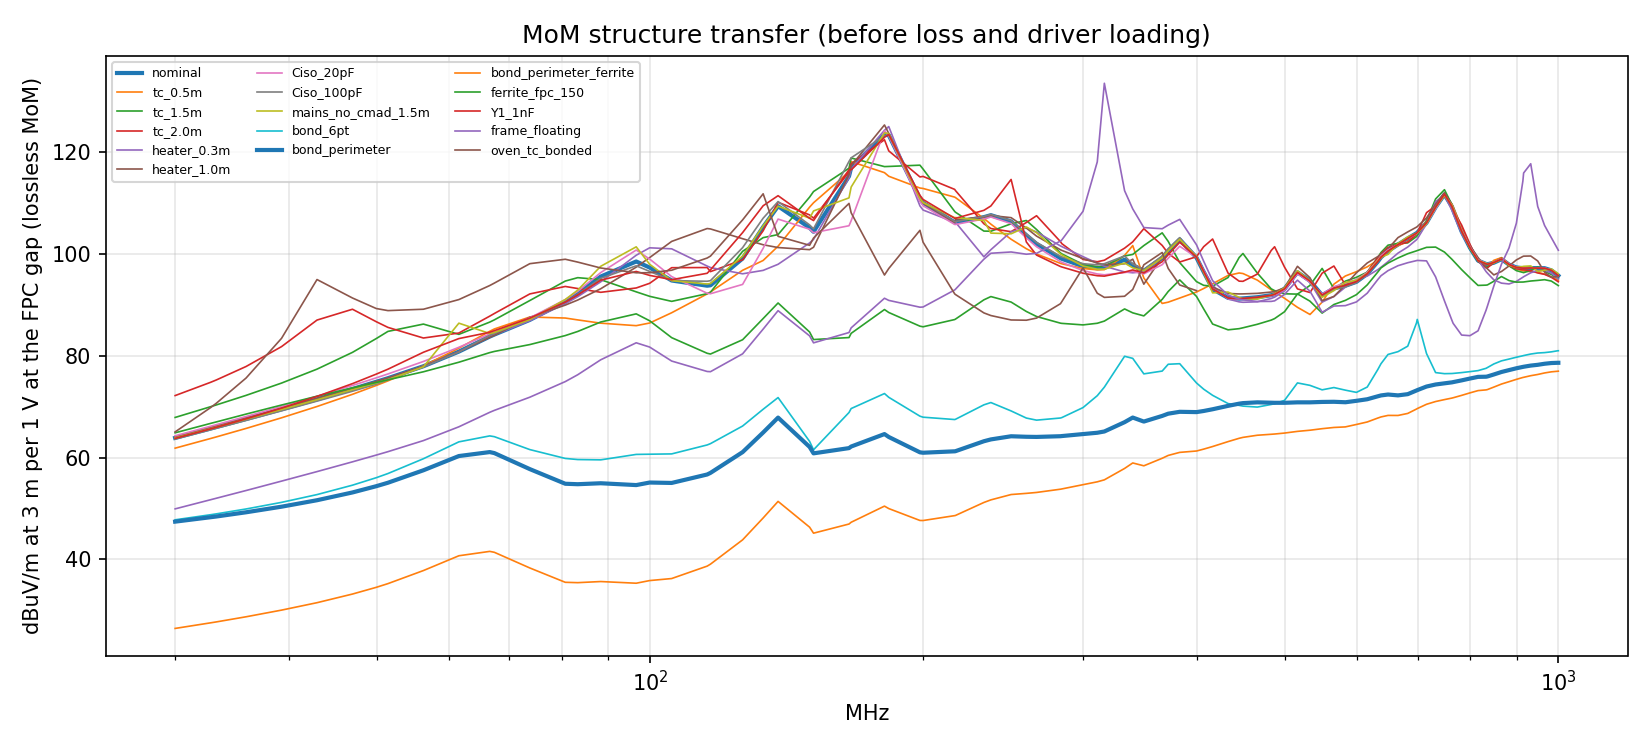 MoM structure transfer (before loss and driver loading)
dBuV/m at 3 m per 1 V at the FPC gap (lossless MoM)
120
100
80
60
40
nominal
tc_0.5m
tc_1.5m
tc_2.0m
heater_0.3m
heater_1.0m
Ciso_20pF
Ciso_100pF
mains_no_cmad_1.5m
bond_6pt
bond_perimeter
bond_perimeter_ferrite
ferrite_fpc_150
Y1_1nF
frame_floating
oven_tc_bonded
10²
10³
MHz